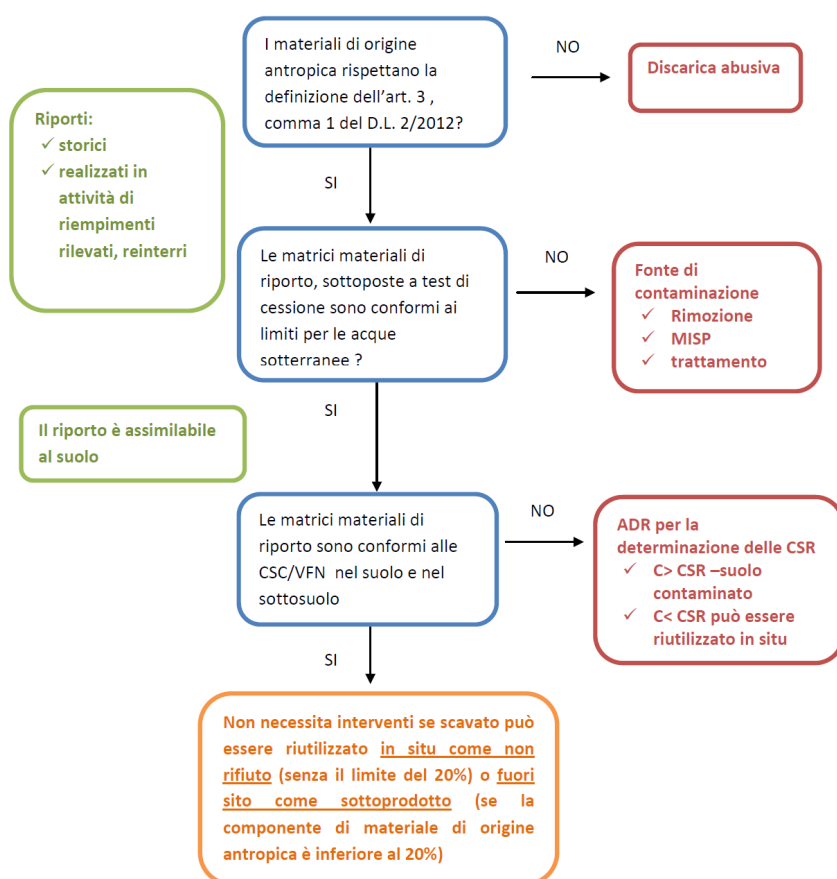 I materiali di origine
antropica rispettano la
definizione dell’art. 3 ,
comma 1 del D.L. 2/2012?
NO
Discarica abusiva
Riporti:
✓ storici
✓ realizzati in
attività di
riempimenti
rilevati, reinterri
SI
Le matrici materiali di
riporto, sottoposte a test di
cessione sono conformi ai
limiti per le acque
sotterranee ?
NO
Fonte di
contaminazione
✓ Rimozione
✓ MISP
✓ trattamento
SI
Il riporto è assimilabile
al suolo
Le matrici materiali di
riporto sono conformi alle
CSC/VFN nel suolo e nel
sottosuolo
NO
ADR per la
determinazione delle CSR
✓ C> CSR –suolo
contaminato
✓ C< CSR può essere
riutilizzato in situ
SI
Non necessita interventi se scavato può
essere riutilizzato in situ come non
rifiuto (senza il limite del 20%) o fuori
sito come sottoprodotto (se la
componente di materiale di origine
antropica è inferiore al 20%)